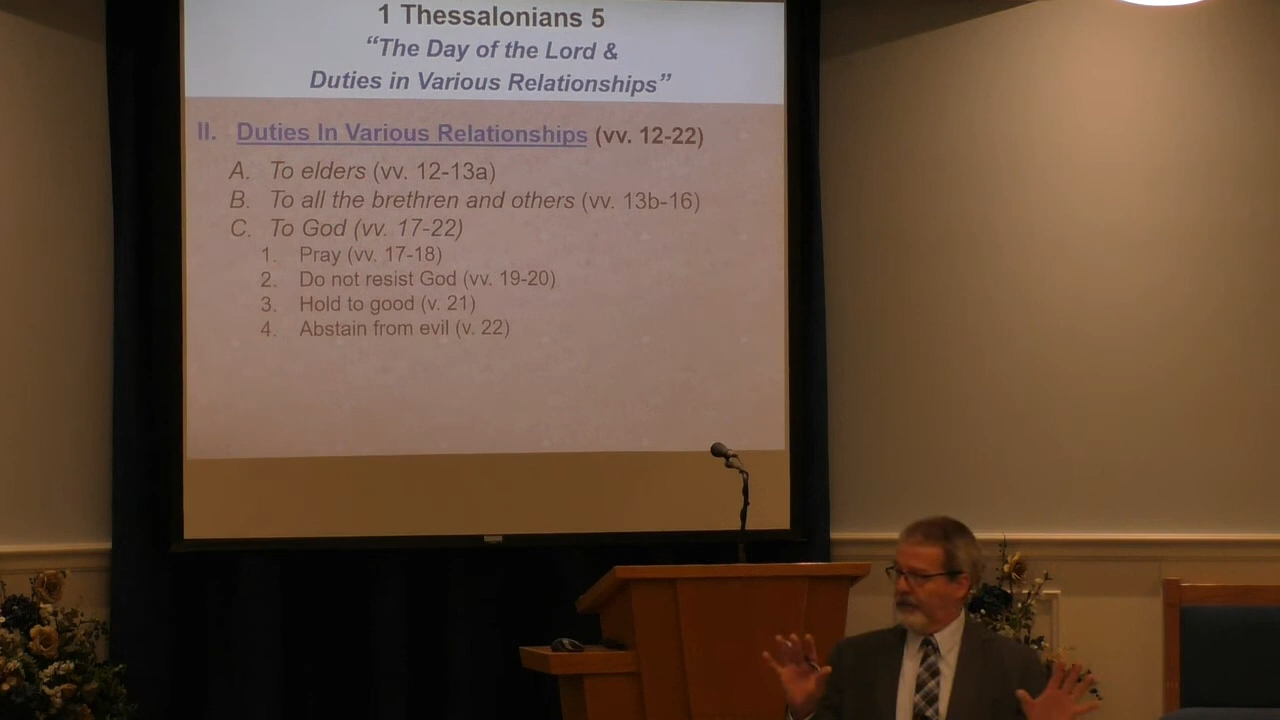 1 Thessalonians 5
“The Day of the Lord &
Duties in Various Relationships”
II. Duties In Various Relationships (vv. 12-22)
A. To elders (vv. 12-13a)
B. To all the brethren and others (vv. 13b-16)
C. To God (vv. 17-22)
1. Pray (vv. 17-18)
2. Do not resist God (vv. 19-20)
3. Hold to good (v. 21)
4. Abstain from evil (v. 22)